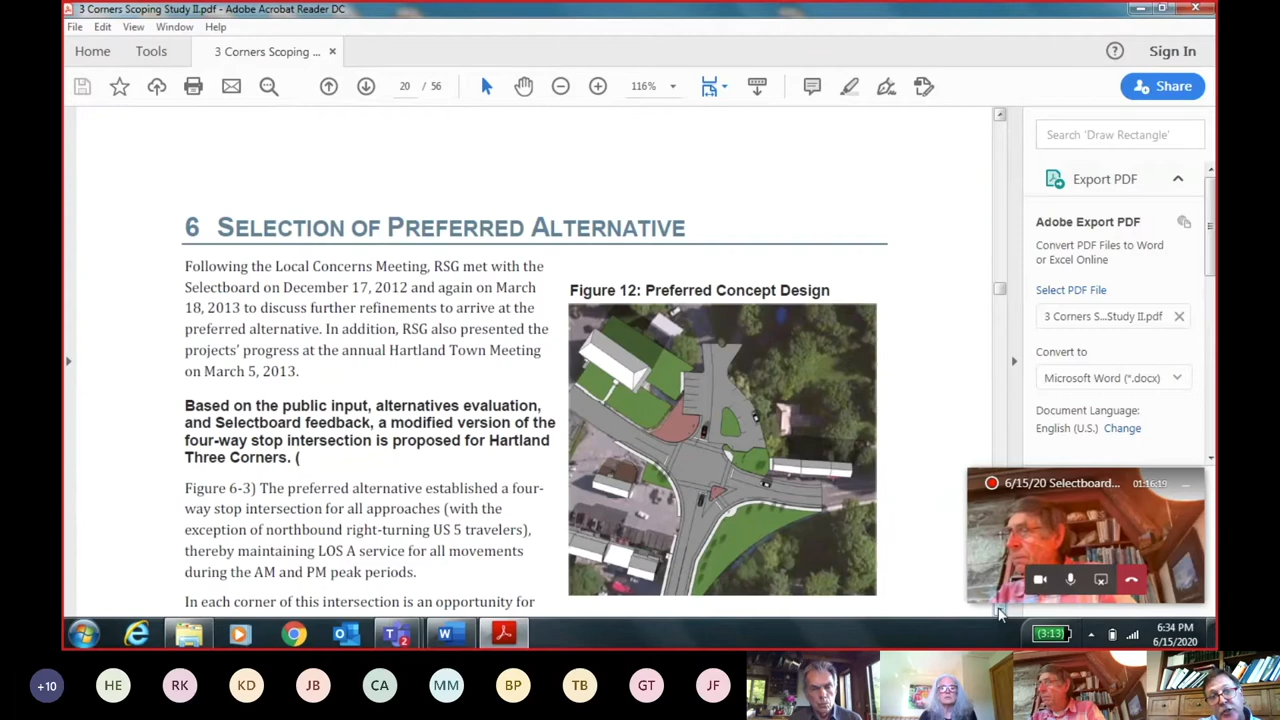 3 Corners Scoping Study II.pdf - Adobe Acrobat Reader DC
File Edit View Window Help
Home Tools 3 Corners Scoping ... × Sign In
20 / 56 116% Share
Search 'Draw Rectangle'
Export PDF
Adobe Export PDF
Convert PDF Files to Word
or Excel Online
Select PDF File
3 Corners S...Study II.pdf
Convert to
Microsoft Word (*.docx)
Document Language:
English (U.S.) Change
6 SELECTION OF PREFERRED ALTERNATIVE
Following the Local Concerns Meeting, RSG met with the
Selectboard on December 17, 2012 and again on March
18, 2013 to discuss further refinements to arrive at the
preferred alternative. In addition, RSG also presented the
projects' progress at the annual Hartland Town Meeting
on March 5, 2013.
Based on the public input, alternatives evaluation,
and Selectboard feedback, a modified version of the
four-way stop intersection is proposed for Hartland
Three Corners. (
Figure 6-3) The preferred alternative established a four-
way stop intersection for all approaches (with the
exception of northbound right-turning US 5 travelers),
thereby maintaining LOS A service for all movements
during the AM and PM peak periods.
In each corner of this intersection is an opportunity for
Figure 12: Preferred Concept Design
6/15/20 Selectboard... 01:16:19
(3:13)
6:34 PM
6/15/2020
+10 HE RK KD JB CA MM BP TB GT JF